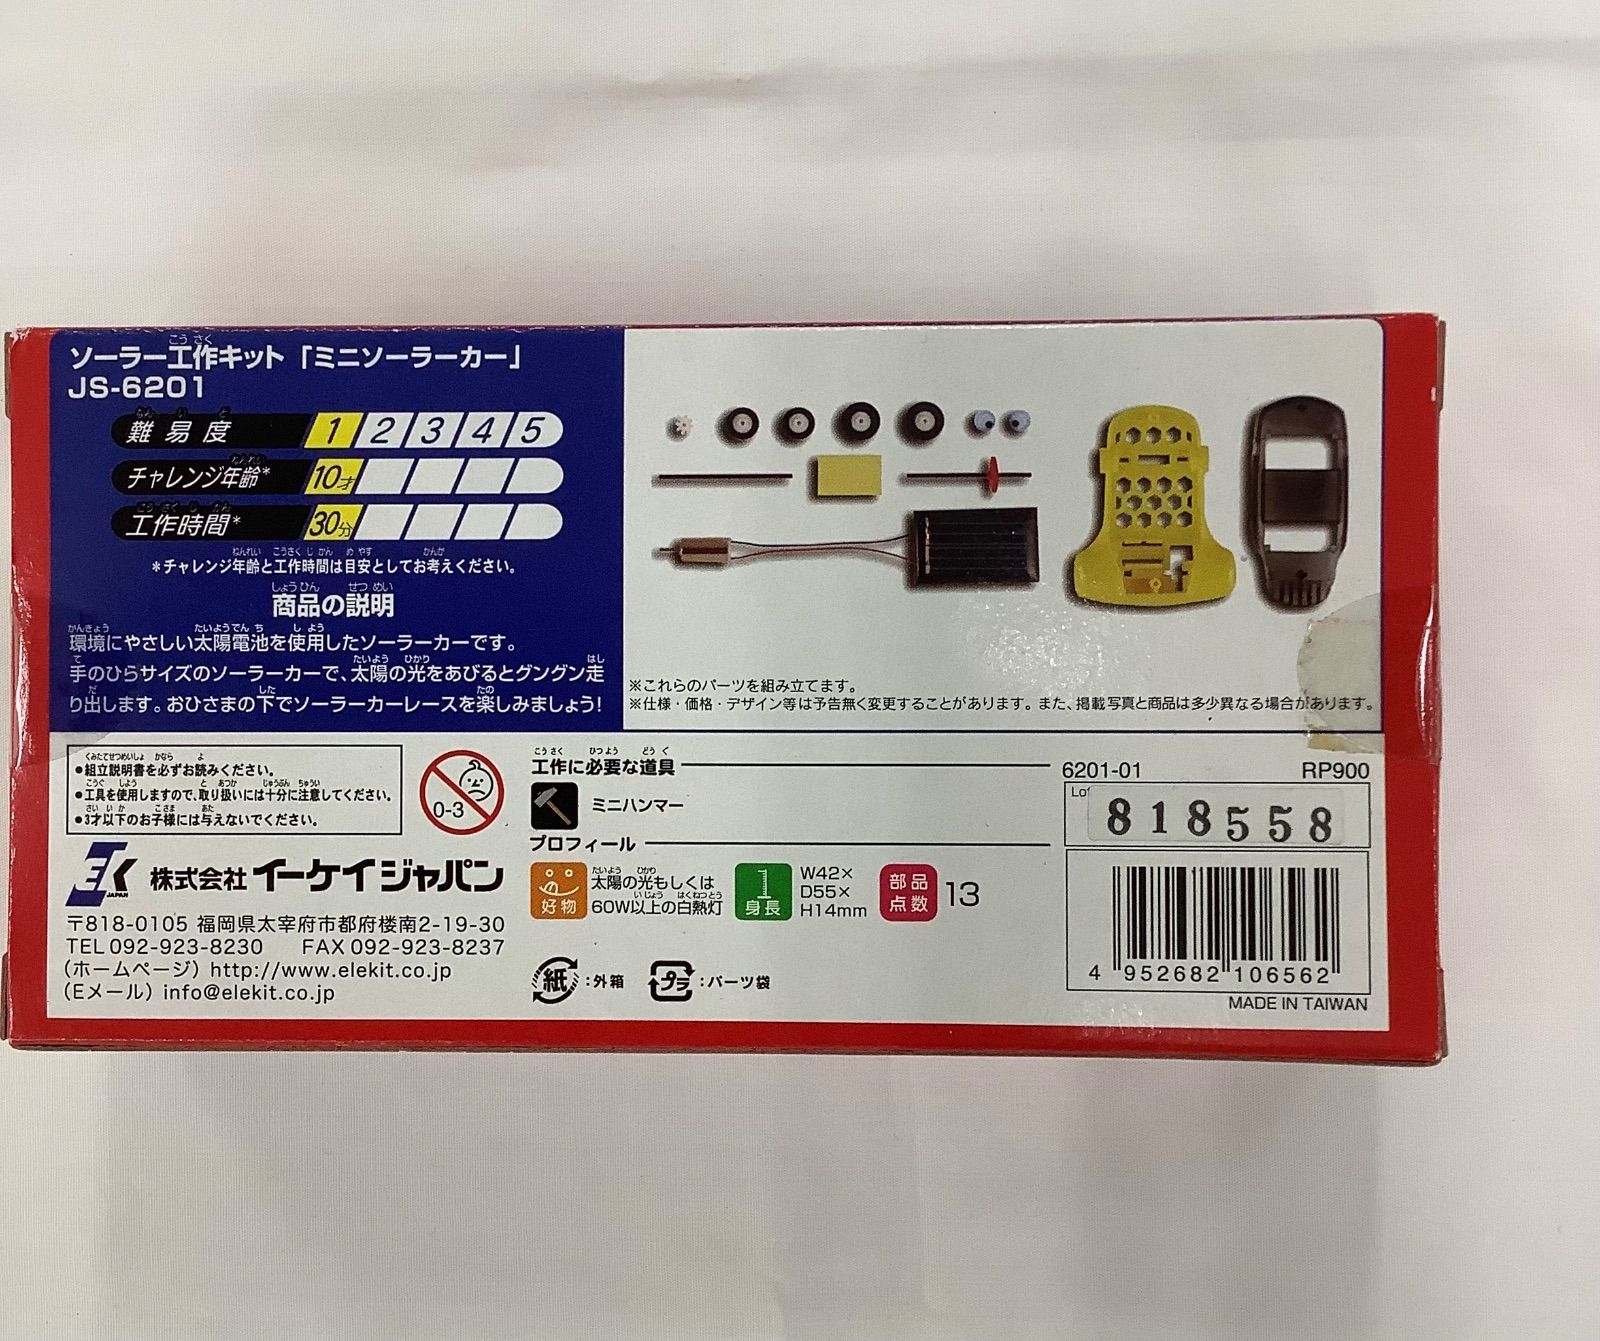 ソーラー工作キット「ミニソーラーカー」
JS-6201
難易度 1 2 3 4 5
チャレンジ年齢* 10才
工作時間* 30分
*チャレンジ年齢と工作時間は目安としてお考えください。
商品の説明
環境にやさしい太陽電池を使用したソーラーカーです。
手のひらサイズのソーラーカーで、太陽の光をあびるとグングン走
り出します。おひさまの下でソーラーカーレースを楽しみましょう!
※これらのパーツを組み立てます。
※仕様・価格・デザイン等は予告無く変更することがあります。また、掲載写真と商品は多少異なる場合があります。
●組立説明書を必ずお読みください。
●工具を使用しますので、取り扱いには十分に注意してください。
●3才以下のお子様には与えないでください。
0-3
EK JAPAN
株式会社イーケイジャパン
〒818-0105 福岡県太宰府市都府楼南2-19-30
TEL 092-923-8230 FAX 092-923-8237
(ホームページ) http://www.elekit.co.jp
(Eメール) info@elekit.co.jp
工作に必要な道具
ミニハンマー
プロフィール
好物
太陽の光もしくは
60W以上の白熱灯
身長
W42×
D55×
H14mm
部品
点数
13
紙:外箱
プラ:パーツ袋
6201-01 RP900
Lot
818558
4 952682 106562
MADE IN TAIWAN